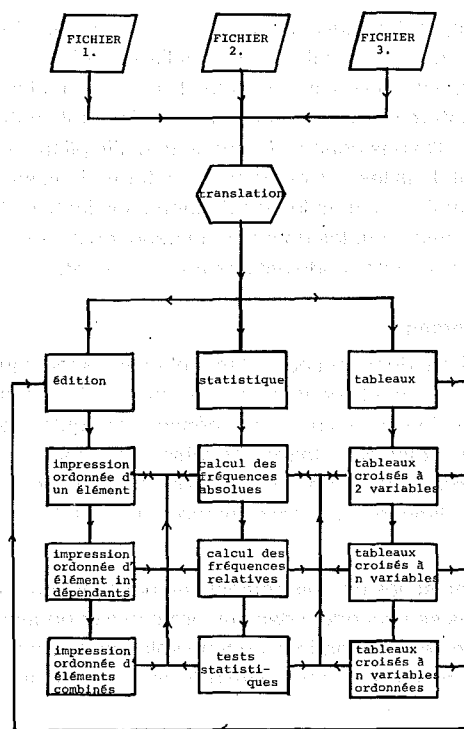 FICHIER
1.
FICHIER
2.
FICHIER
3.
translation
édition
statistique
tableaux
impression
ordonnée d'
un élément
calcul des
fréquences
absolues
tableaux
croisés à
2 variables
impression
ordonnée d'
élément in-
dépendants
calcul des
fréquences
relatives
tableaux
croisés à
n variables
impression
ordonnée d'
éléments
combinés
tests
statisti-
ques
tableaux
croisés à
n variables
ordonnées